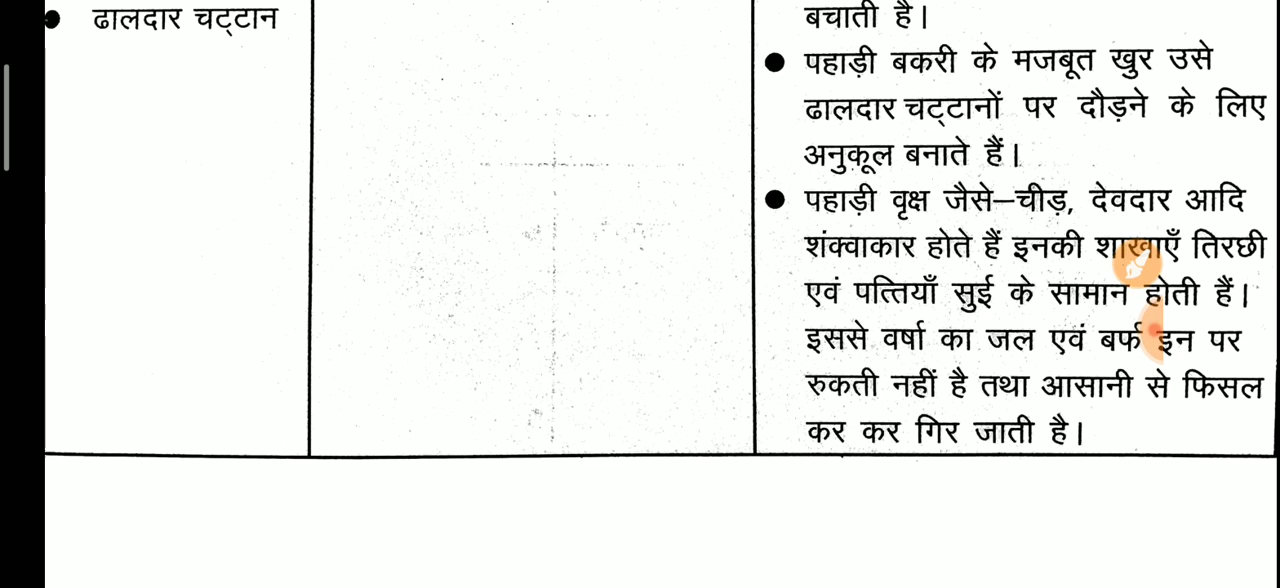 ● ढालदार चट्टान
बचाती है।
● पहाड़ी बकरी के मजबूत खुर उसे
ढालदार चट्टानों पर दौड़ने के लिए
अनुकूल बनाते हैं।
● पहाड़ी वृक्ष जैसे–चीड़, देवदार आदि
शंक्वाकार होते हैं इनकी शाखाएँ तिरछी
एवं पत्तियाँ सुई के सामान होती हैं।
इससे वर्षा का जल एवं बर्फ इन पर
रुकती नहीं है तथा आसानी से फिसल
कर कर गिर जाती है।